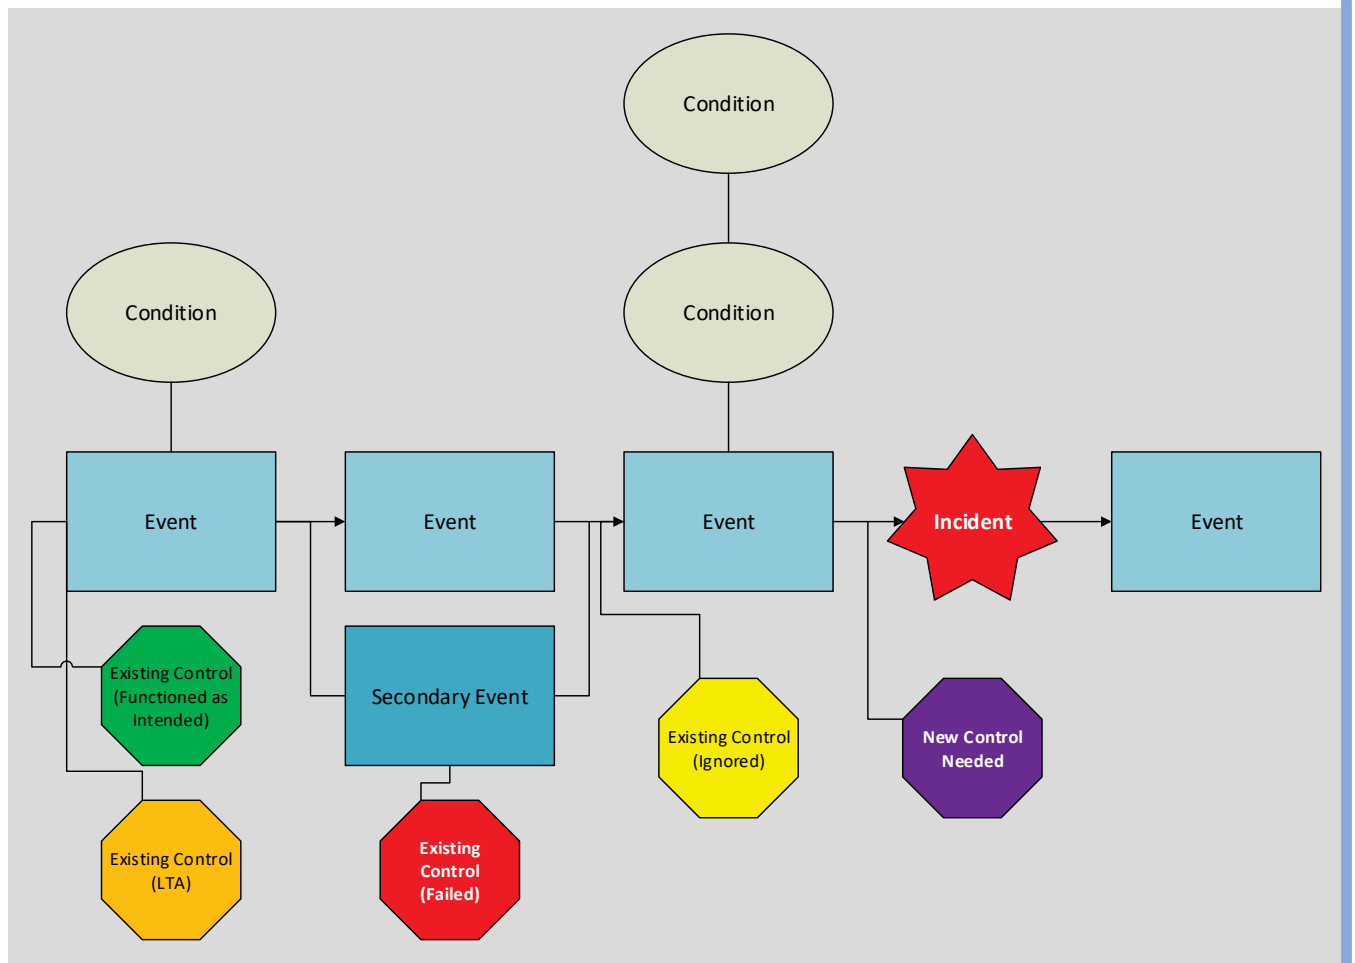 Condition
Condition
Condition
Event
Event
Event
Incident
Event
Existing Control
(Functioned as
Intended)
Secondary Event
Existing Control
(Ignored)
New Control
Needed
Existing Control
(LTA)
Existing
Control
(Failed)